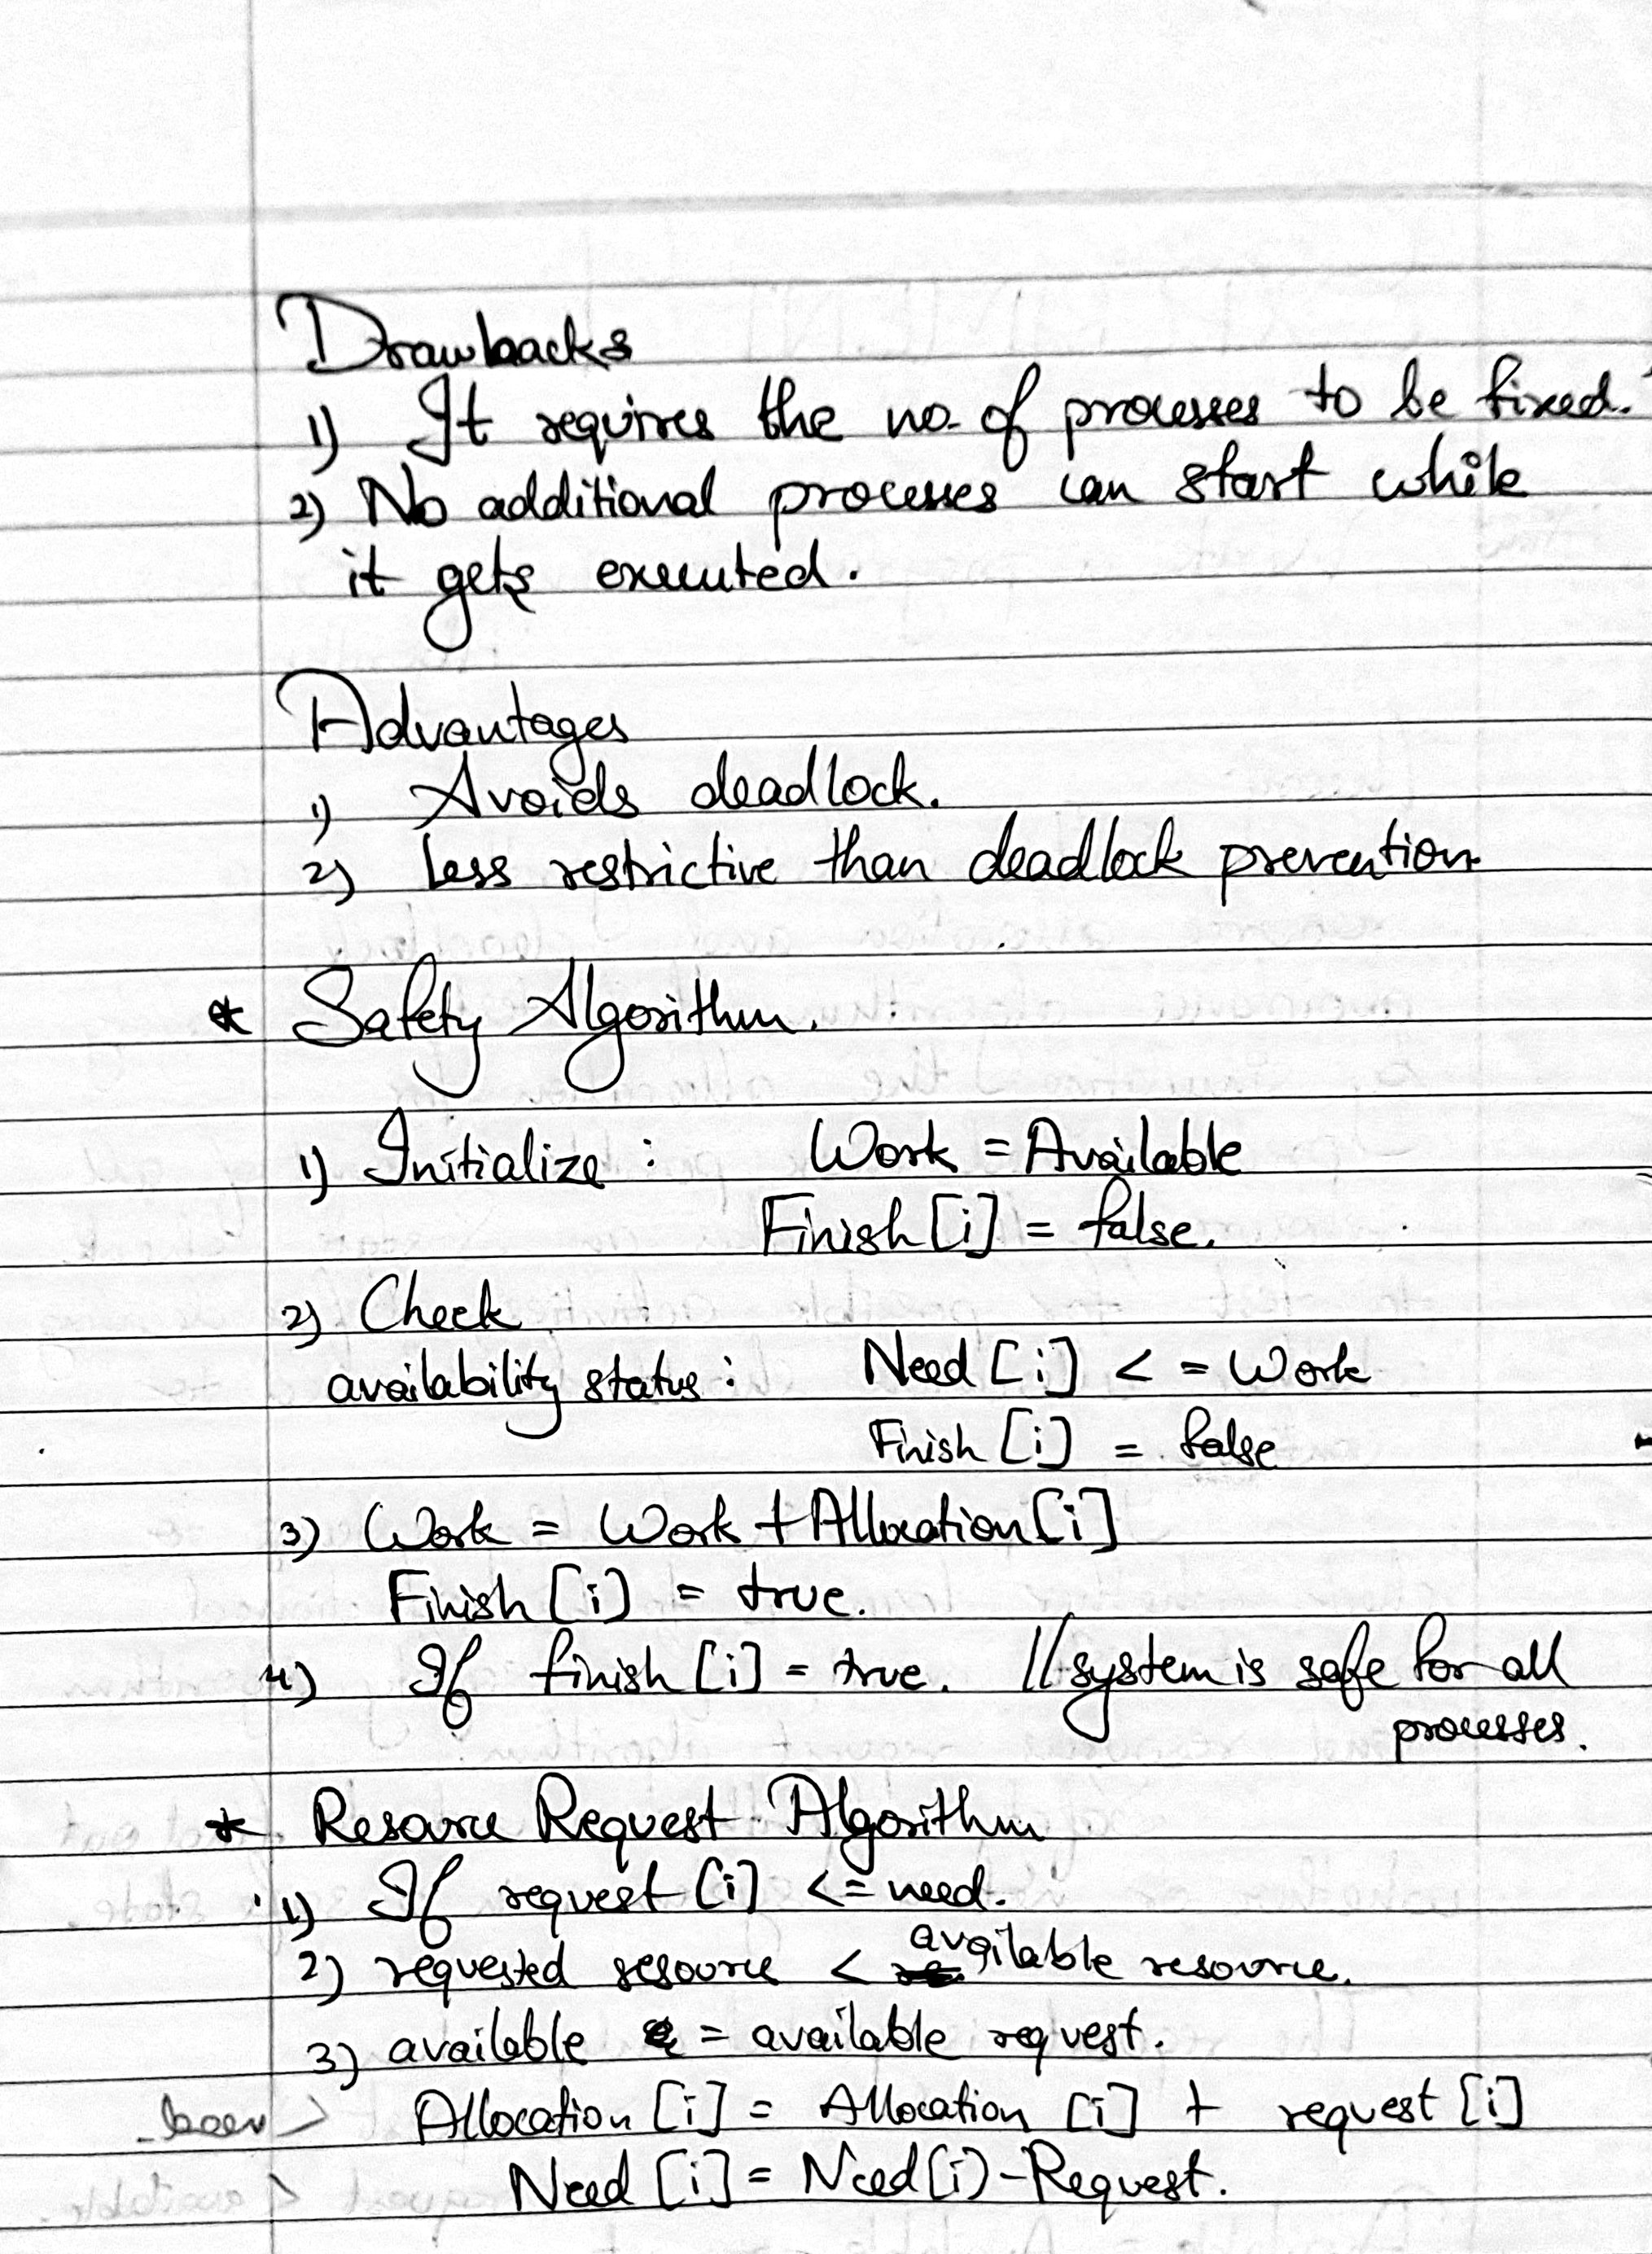 Drawbacks
1) It requires the no. of processes to be fixed.
2) No additional processes can start while
it gets executed.
Advantages
1) Avoids deadlock.
2) Less restrictive than deadlock prevention.
* Safety Algorithm.
1) Initialize : Work = Available
Finish [i] = false.
2) Check
availability status : Need [i] < = Work
Finish [i] = false
3) Work = Work + Allocation [i]
Finish [i] = true.
4) If finish [i] = true. // system is safe for all
processes.
* Resource Request Algorithm
1) If request [i] <= need.
2) requested resource < available resource.
3) available = available request.
Allocation [i] = Allocation [i] + request [i]
Need [i] = Need [i] - Request.